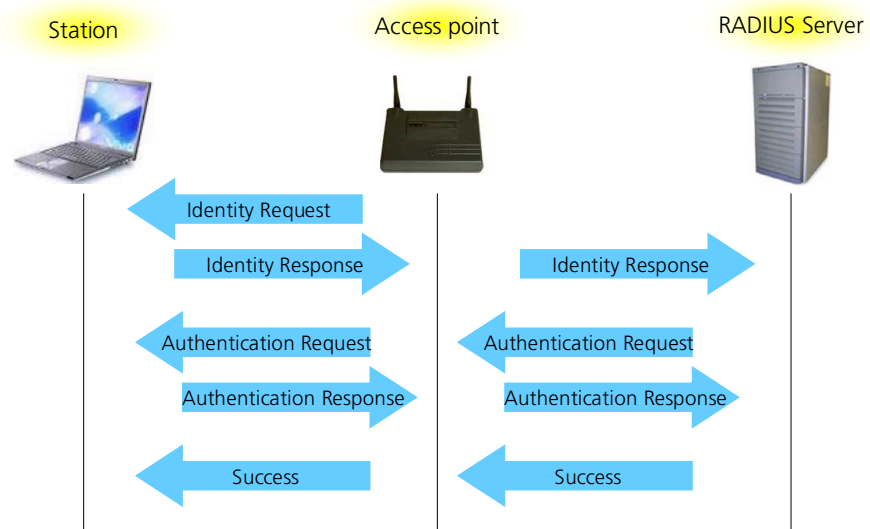 Station
Access point
RADIUS Server
Identity Request
Identity Response
Identity Response
Authentication Request
Authentication Request
Authentication Response
Authentication Response
Success
Success